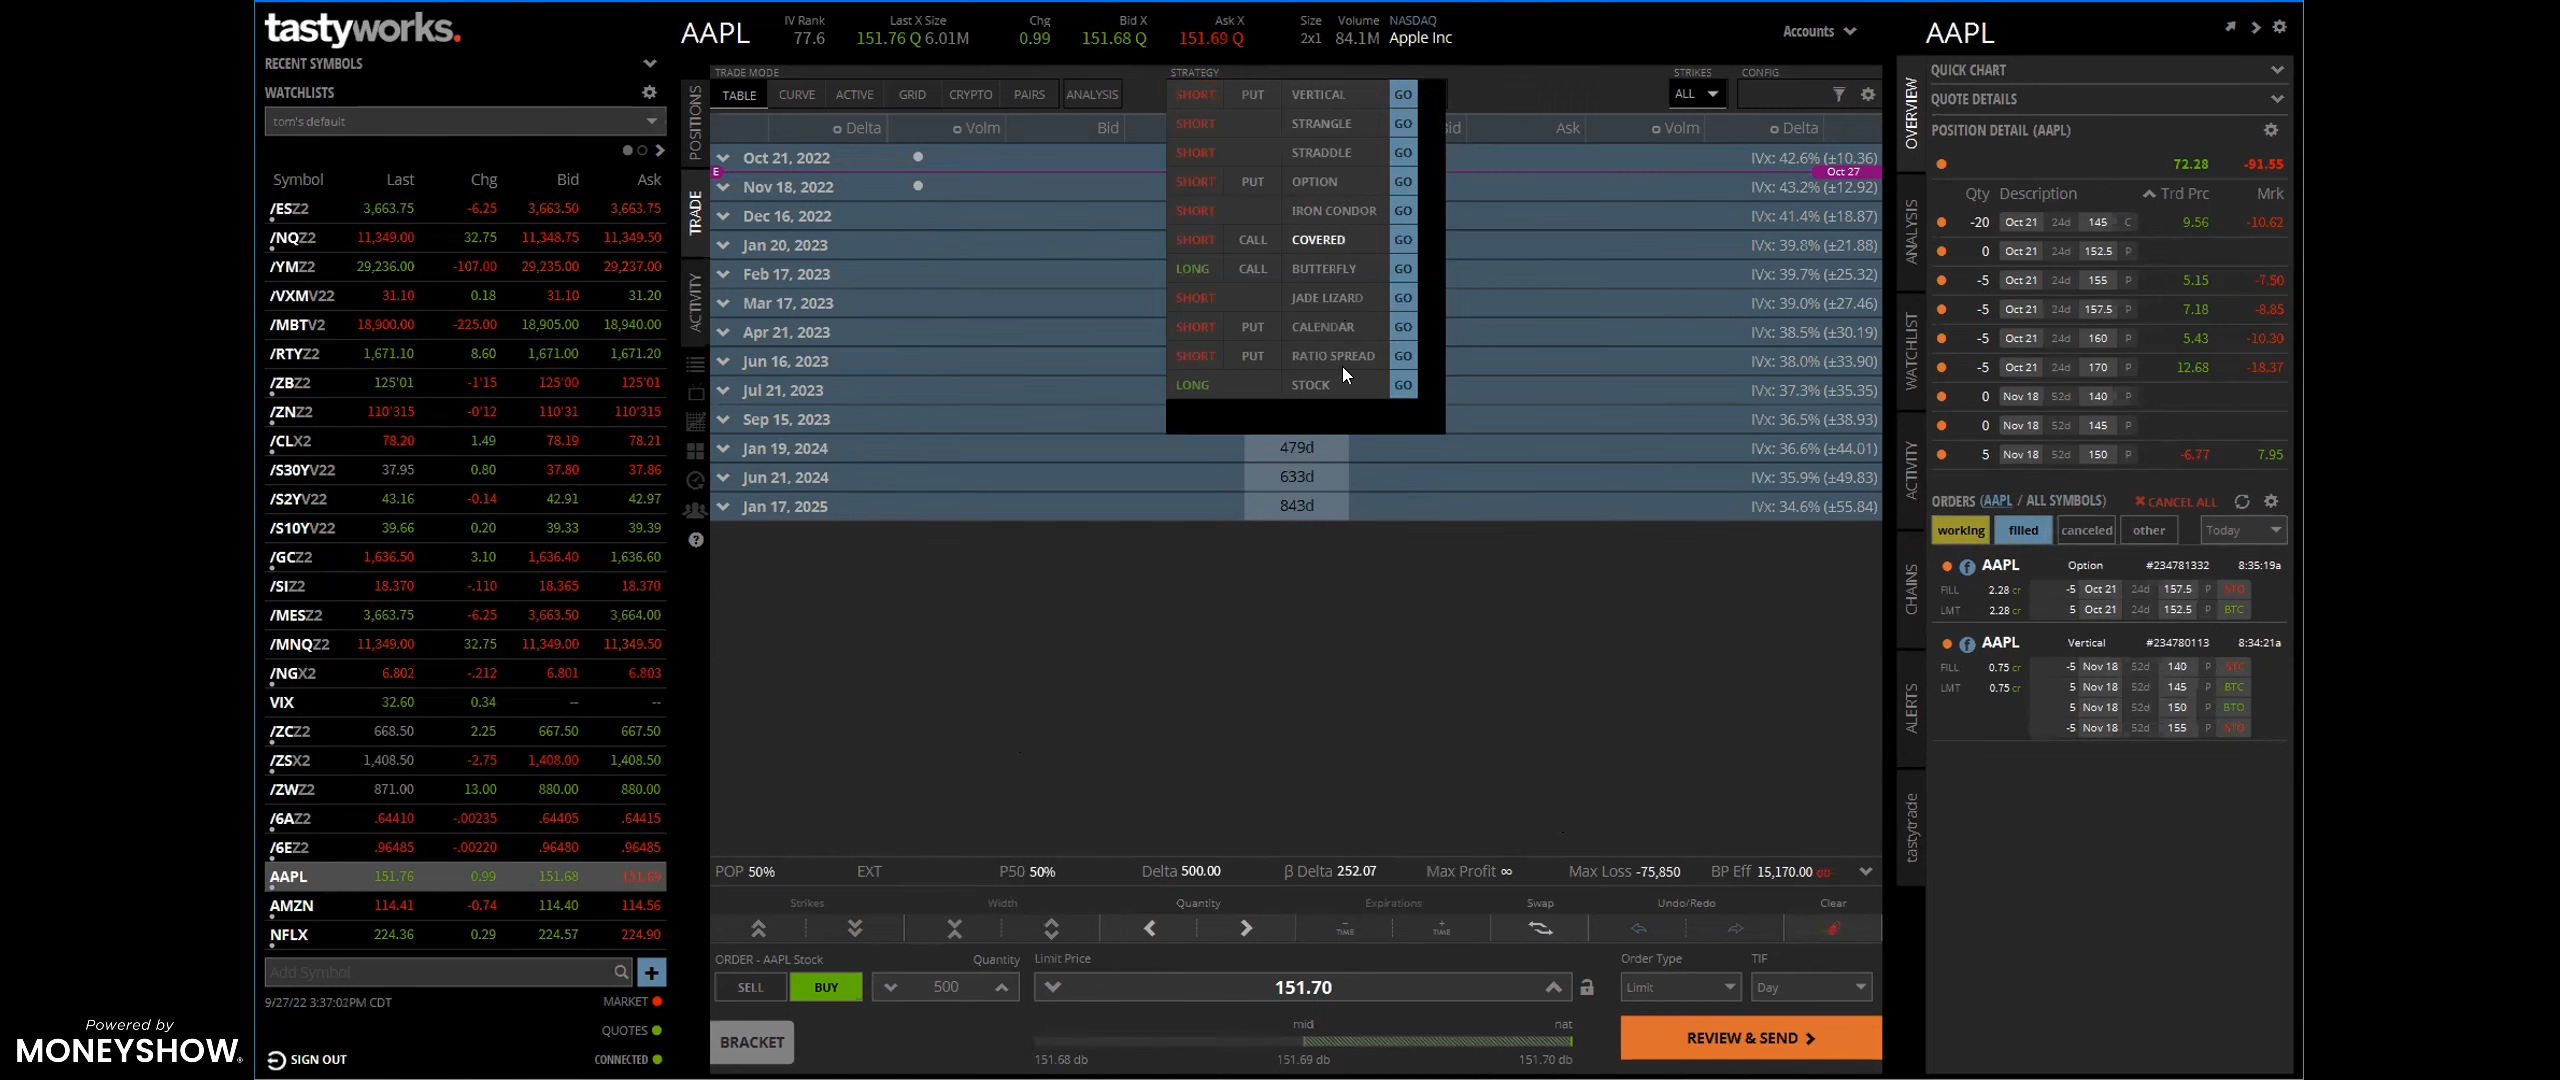 tastyworks.
RECENT SYMBOLS
WATCHLISTS
tom's default
Symbol Last Chg Bid Ask
/ESZ2 3,663.75 -6.25 3,663.50 3,663.75
/NQZ2 11,349.00 32.75 11,348.75 11,349.50
/YMZ2 29,236.00 -107.00 29,235.00 29,237.00
/VXMV22 31.10 0.18 31.10 31.20
/MBTV2 18,900.00 -225.00 18,905.00 18,940.00
/RTYZ2 1,671.10 8.60 1,671.00 1,671.20
/ZBZ2 125'01 -1'15 125'00 125'01
/ZNZ2 110'315 -0'12 110'31 110'315
/CLX2 78.20 1.49 78.19 78.21
/S30YV22 37.95 0.80 37.80 37.86
/S2YV22 43.16 -0.14 42.91 42.97
/S10YV22 39.66 0.20 39.33 39.39
/GCZ2 1,636.50 3.10 1,636.40 1,636.60
/SIZ2 18.370 -.110 18.365 18.370
/MESZ2 3,663.75 -6.25 3,663.50 3,664.00
/MNQZ2 11,349.00 32.75 11,349.00 11,349.50
/NGX2 6.802 -.212 6.801 6.803
VIX 32.60 0.34 -- --
/ZCZ2 668.50 2.25 667.50 667.50
/ZSX2 1,408.50 -2.75 1,408.00 1,408.50
/ZWZ2 871.00 13.00 880.00 880.00
/6AZ2 .64410 -.00235 .64405 .64415
/6EZ2 .96485 -.00220 .96480 .96485
AAPL 151.76 0.99 151.68 151.69
AMZN 114.41 -0.74 114.40 114.56
NFLX 224.36 0.29 224.57 224.90
Add Symbol
9/27/22 3:37:02PM CDT MARKET
QUOTES
SIGN OUT CONNECTED
Powered by
MONEYSHOW.
AAPL
IV Rank Last X Size Chg Bid X Ask X Size Volume NASDAQ
77.6 151.76 Q 6.01M 0.99 151.68 Q 151.69 Q 2x1 84.1M Apple Inc
Accounts
POSITIONS
TRADE
ACTIVITY
TRADE MODE STRATEGY STRIKES CONFIG
TABLE CURVE ACTIVE GRID CRYPTO PAIRS ANALYSIS
ALL
Delta Volm Bid Bid Ask Volm Delta
SHORT PUT VERTICAL GO
SHORT STRANGLE GO
SHORT STRADDLE GO
SHORT PUT OPTION GO
SHORT IRON CONDOR GO
SHORT CALL COVERED GO
LONG CALL BUTTERFLY GO
SHORT JADE LIZARD GO
SHORT PUT CALENDAR GO
SHORT PUT RATIO SPREAD GO
LONG STOCK GO
Oct 21, 2022 IVx: 42.6% (±10.36)
E Oct 27
Nov 18, 2022 IVx: 43.2% (±12.92)
Dec 16, 2022 IVx: 41.4% (±18.87)
Jan 20, 2023 IVx: 39.8% (±21.88)
Feb 17, 2023 IVx: 39.7% (±25.32)
Mar 17, 2023 IVx: 39.0% (±27.46)
Apr 21, 2023 IVx: 38.5% (±30.19)
Jun 16, 2023 IVx: 38.0% (±33.90)
Jul 21, 2023 IVx: 37.3% (±35.35)
Sep 15, 2023 IVx: 36.5% (±38.93)
Jan 19, 2024 479d IVx: 36.6% (±44.01)
Jun 21, 2024 633d IVx: 35.9% (±49.83)
Jan 17, 2025 843d IVx: 34.6% (±55.84)
POP 50% EXT P50 50% Delta 500.00 β Delta 252.07 Max Profit ∞ Max Loss -75,850 BP Eff 15,170.00 db
Strikes Width Quantity Expirations Swap Undo/Redo Clear
TIME TIME
ORDER - AAPL Stock Quantity Limit Price Order Type TIF
SELL BUY 500 151.70 Limit Day
BRACKET
mid nat
151.68 db 151.69 db 151.70 db
REVIEW & SEND
AAPL
OVERVIEW
ANALYSIS
WATCHLIST
ACTIVITY
CHAINS
ALERTS
tastytrade
QUICK CHART
QUOTE DETAILS
POSITION DETAIL (AAPL)
72.28 -91.55
Qty Description Trd Prc Mrk
-20 Oct 21 24d 145 C 9.56 -10.62
0 Oct 21 24d 152.5 P
-5 Oct 21 24d 155 P 5.15 -7.50
-5 Oct 21 24d 157.5 P 7.18 -8.85
-5 Oct 21 24d 160 P 5.43 -10.30
-5 Oct 21 24d 170 P 12.68 -18.37
0 Nov 18 52d 140 P
0 Nov 18 52d 145 P
5 Nov 18 52d 150 P -6.77 7.95
ORDERS (AAPL / ALL SYMBOLS) CANCEL ALL
working filled canceled other Today
f AAPL Option #234781332 8:35:19a
FILL 2.28 cr -5 Oct 21 24d 157.5 P STO
LMT 2.28 cr 5 Oct 21 24d 152.5 P BTC
f AAPL Vertical #234780113 8:34:21a
FILL 0.75 cr -5 Nov 18 52d 140 P STC
LMT 0.75 cr 5 Nov 18 52d 145 P BTC
5 Nov 18 52d 150 P BTO
-5 Nov 18 52d 155 P STO